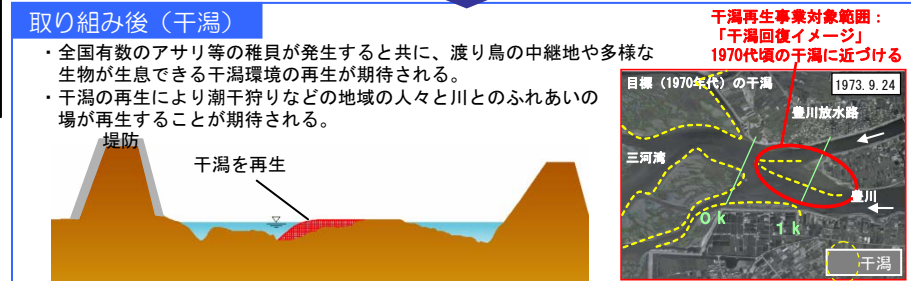 取り組み後（干潟）
・全国有数のアサリ等の稚貝が発生すると共に、渡り鳥の中継地や多様な
生物が生息できる干潟環境の再生が期待される。
・干潟の再生により潮干狩りなどの地域の人々と川とのふれあいの
場が再生することが期待される。
堤防
干潟を再生
干潟再生事業対象範囲：
「干潟回復イメージ」
1970代頃の干潟に近づける
目標（1970年代）の干潟
1973.9.24
豊川放水路
三河湾
豊川
0k
1k
干潟